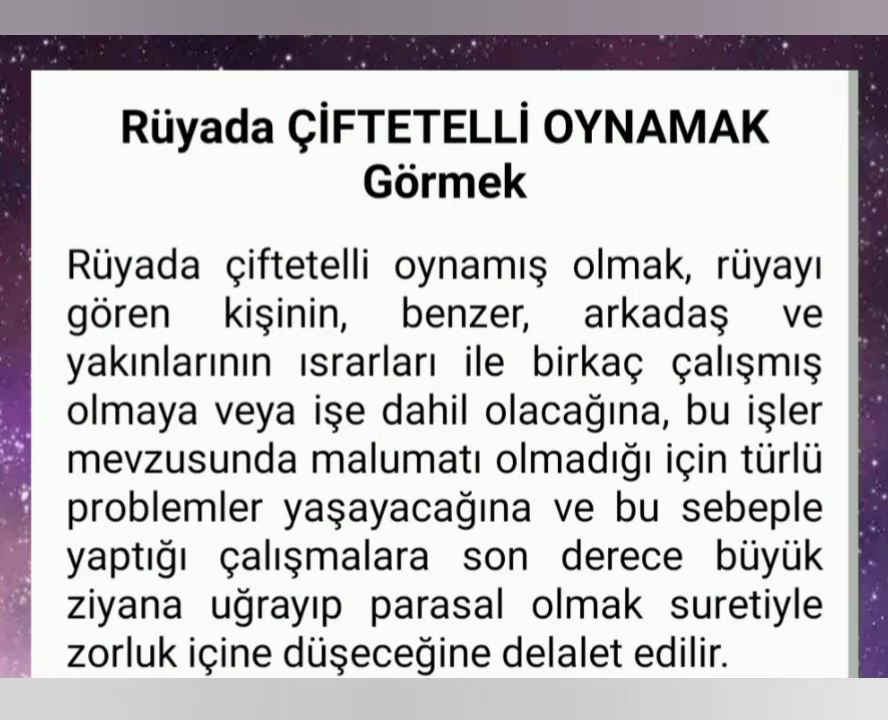 Rüyada ÇİFTETELLİ OYNAMAK
Görmek
Rüyada çiftetelli oynamış olmak, rüyayı
gören kişinin, benzer, arkadaş ve
yakınlarının ısrarları ile birkaç çalışmış
olmaya veya işe dahil olacağına, bu işler
mevzusunda malumatı olmadığı için türlü
problemler yaşayacağına ve bu sebeple
yaptığı çalışmalara son derece büyük
ziyana uğrayıp parasal olmak suretiyle
zorluk içine düşeceğine delalet edilir.